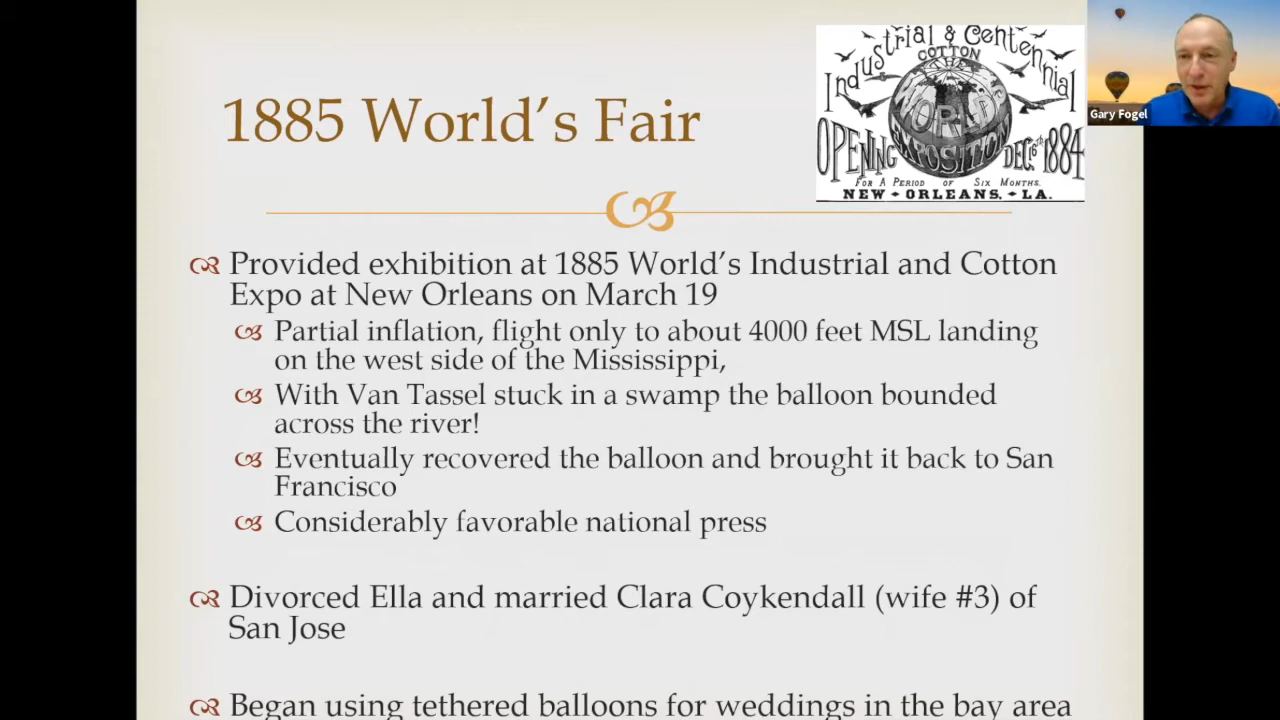 1885 World's Fair
Industrial & Centennial
COTTON
THE
WORLD'S
EXPOSITION
OPENING DEC. 16th 1884
FOR A PERIOD OF SIX MONTHS.
NEW ORLEANS, LA.
Gary Fogel
Provided exhibition at 1885 World's Industrial and Cotton
Expo at New Orleans on March 19
Partial inflation, flight only to about 4000 feet MSL landing
on the west side of the Mississippi,
With Van Tassel stuck in a swamp the balloon bounded
across the river!
Eventually recovered the balloon and brought it back to San
Francisco
Considerably favorable national press
Divorced Ella and married Clara Coykendall (wife #3) of
San Jose
Began using tethered balloons for weddings in the bay area